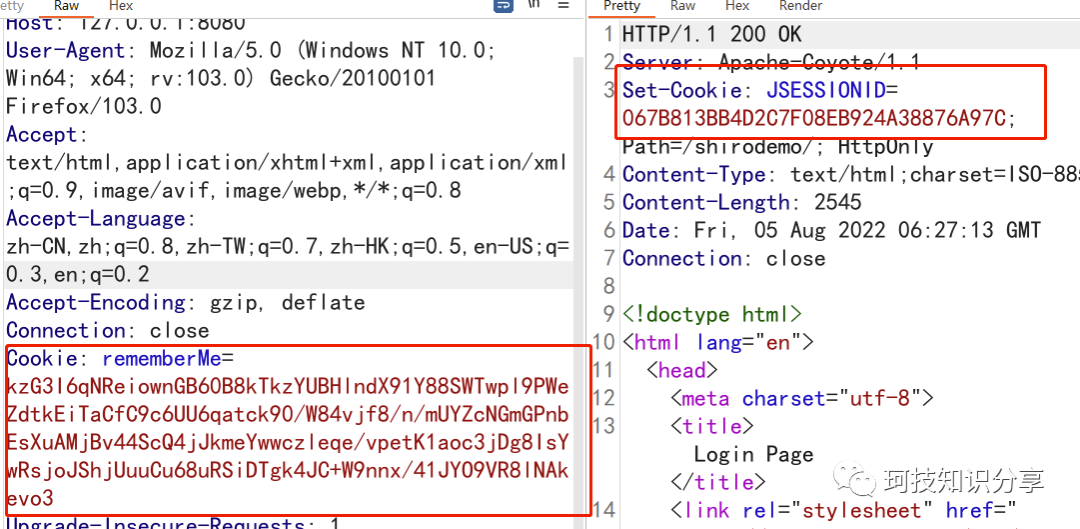 etty Raw Hex \n
Host: 127.0.0.1:8080
User-Agent: Mozilla/5.0 (Windows NT 10.0;
Win64; x64; rv:103.0) Gecko/20100101
Firefox/103.0
Accept:
text/html,application/xhtml+xml,application/xml
;q=0.9,image/avif,image/webp,*/*;q=0.8
Accept-Language:
zh-CN,zh;q=0.8,zh-TW;q=0.7,zh-HK;q=0.5,en-US;q=
0.3,en;q=0.2
Accept-Encoding: gzip, deflate
Connection: close
Cookie: rememberMe=
kzG3I6qNReiownGB6OB8kTkzYUBHlndX91Y88SWTwpl9PWe
ZdtkEiTaCfC9c6UU6qatck90/W84vjf8/n/mUYZcNGmGPnb
EsXuAMjBv44ScQ4jJkmeYwwczleqe/vpetK1aoc3jDg8IsY
wRsjoJShjUuuCu68uRSiDTgk4JC+W9nnx/41JYO9VR8lNAk
evo3
Upgrade-Insecure-Requests: 1
Pretty Raw Hex Render
1 HTTP/1.1 200 OK
2 Server: Apache-Coyote/1.1
3 Set-Cookie: JSESSIONID=
067B813BB4D2C7F08EB924A38876A97C;
Path=/shirodemo/; HttpOnly
4 Content-Type: text/html;charset=ISO-885
5 Content-Length: 2545
6 Date: Fri, 05 Aug 2022 06:27:13 GMT
7 Connection: close
8
9 <!doctype html>
10 <html lang="en">
11 <head>
12 <meta charset="utf-8">
13 <title>
Login Page
</title>
14 <link rel="stylesheet" href="
珂技知识分享